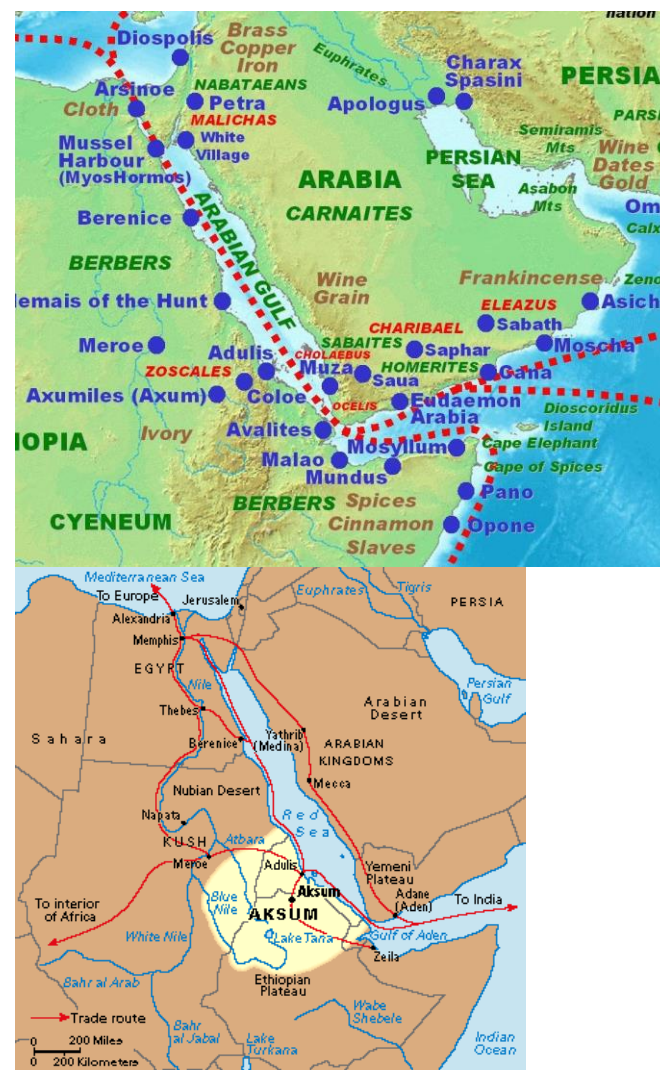 nation
Diospolis
Brass
Copper
Iron
Euphrates
Charax
Spasini
PERSIA
Arsinoe
NABATAEANS
Petra
Apologus
Cloth
MALICHAS
PARSI
Mussel
Harbour
(MyosHormos)
White
Village
Semiramis
Mts
PERSIAN
SEA
Wine
Dates
Gold
ARABIA
CARNAITES
Asabon
Mts
Om
Calx
Berenice
ARABIAN GULF
BERBERS
Wine
Grain
Frankincense
Zeno
lemais of the Hunt
ELEAZUS
Asich
CHARIBAEL
Sabath
Meroe
SABAITES
Moscha
Adulis
CHOLAEBUS
Saphar
ZOSCALES
Muza
HOMERITES
Cana
Coloe
Saua
Axumiles (Axum)
OCELIS
Eudaemon
Arabia
Dioscoridus
Island
Avalites
IOPIA
Ivory
Mosyllum
Cape Elephant
Malao
Mundus
Cape of Spices
BERBERS
Spices
Cinnamon
Slaves
Pano
CYENEUM
Opone
Mediterranean Sea
To Europe
Jerusalem
Euphrates
Tigris
PERSIA
Alexandria
Memphis
EGYPT
Nile
Persian
Gulf
Arabian
Desert
Thebes
Sahara
Berenice
Yathrib
(Medina)
ARABIAN
KINGDOMS
Mecca
Nubian Desert
Red
Sea
Napata
KUSH
Atbara
Meroe
Adulis
Yemeni
Plateau
Aksum
Adane
(Aden)
To India
To interior
of Africa
Blue
Nile
AKSUM
White Nile
Lake Tana
Gulf of Aden
Zeila
Bahr al Arab
Ethiopian
Plateau
Wabe
Shebele
Trade route
Bahr
al Jabal
Lake
Turkana
Indian
Ocean
0 200 Miles
0 200 Kilometers